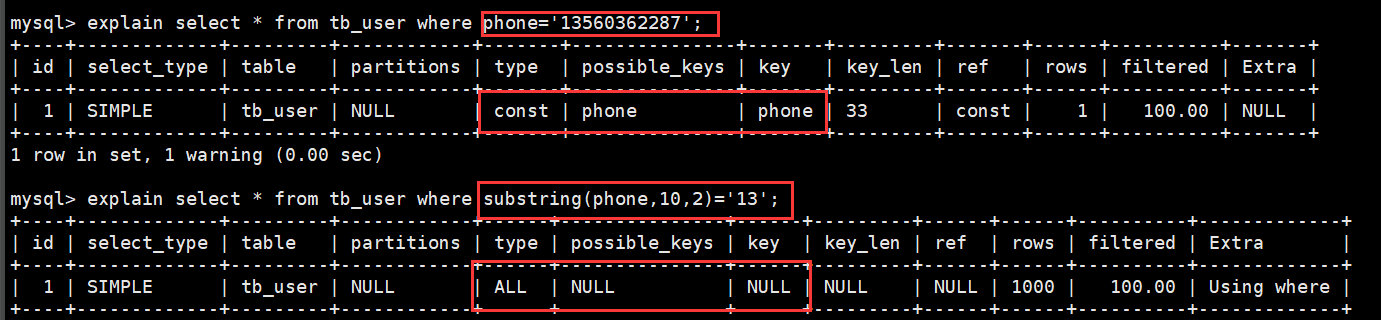 mysql> explain select * from tb_user where phone='13560362287';
+----+-------------+---------+------------+-------+---------------+-------+---------+-------+------+----------+-------+
| id | select_type | table   | partitions | type  | possible_keys | key   | key_len | ref   | rows | filtered | Extra |
+----+-------------+---------+------------+-------+---------------+-------+---------+-------+------+----------+-------+
|  1 | SIMPLE      | tb_user | NULL       | const | phone         | phone | 33      | const |    1 |   100.00 | NULL  |
+----+-------------+---------+------------+-------+---------------+-------+---------+-------+------+----------+-------+
1 row in set, 1 warning (0.00 sec)
mysql> explain select * from tb_user where substring(phone,10,2)='13';
+----+-------------+---------+------------+------+---------------+------+---------+------+------+----------+-------------+
| id | select_type | table   | partitions | type | possible_keys | key  | key_len | ref  | rows | filtered | Extra       |
+----+-------------+---------+------------+------+---------------+------+---------+------+------+----------+-------------+
|  1 | SIMPLE      | tb_user | NULL       | ALL  | NULL          | NULL | NULL    | NULL | 1000 |   100.00 | Using where |
+----+-------------+---------+------------+------+---------------+------+---------+------+------+----------+-------------+